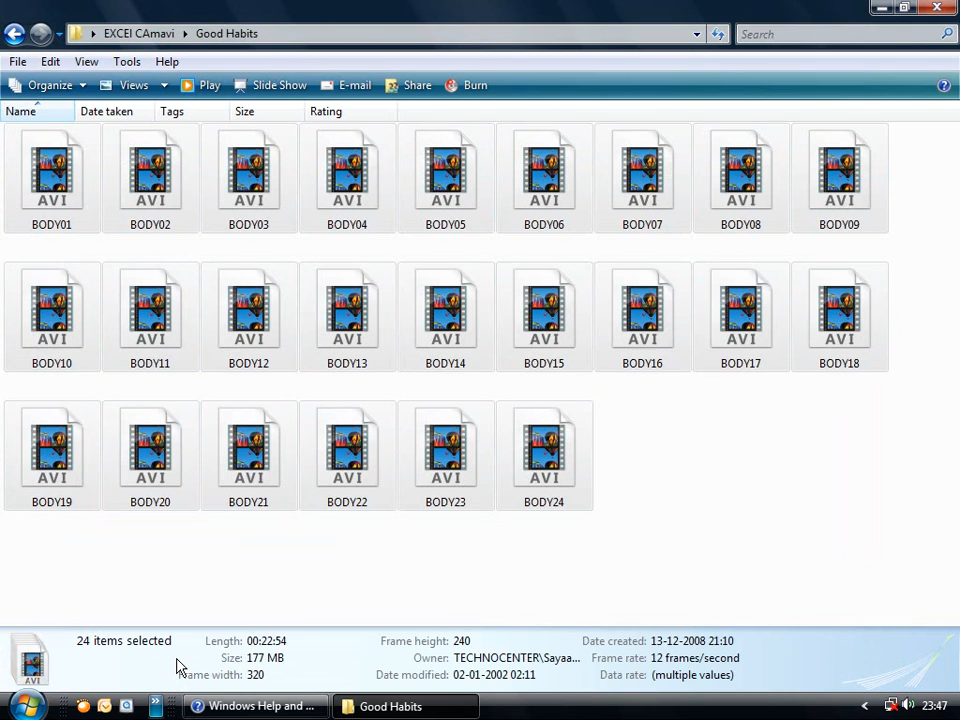 EXCEl CAmavi Good Habits Search
File Edit View Tools Help
Organize Views Play Slide Show E-mail Share Burn
Name Date taken Tags Size Rating
AVI AVI AVI AVI AVI AVI AVI AVI AVI
BODY01 BODY02 BODY03 BODY04 BODY05 BODY06 BODY07 BODY08 BODY09
AVI AVI AVI AVI AVI AVI AVI AVI AVI
BODY10 BODY11 BODY12 BODY13 BODY14 BODY15 BODY16 BODY17 BODY18
AVI AVI AVI AVI AVI AVI
BODY19 BODY20 BODY21 BODY22 BODY23 BODY24
24 items selected Length: 00:22:54 Frame height: 240 Date created: 13-12-2008 21:10
Size: 177 MB Owner: TECHNOCENTER\Sayaa... Frame rate: 12 frames/second
AVI Frame width: 320 Date modified: 02-01-2002 02:11 Data rate: (multiple values)
Windows Help and ... Good Habits 23:47